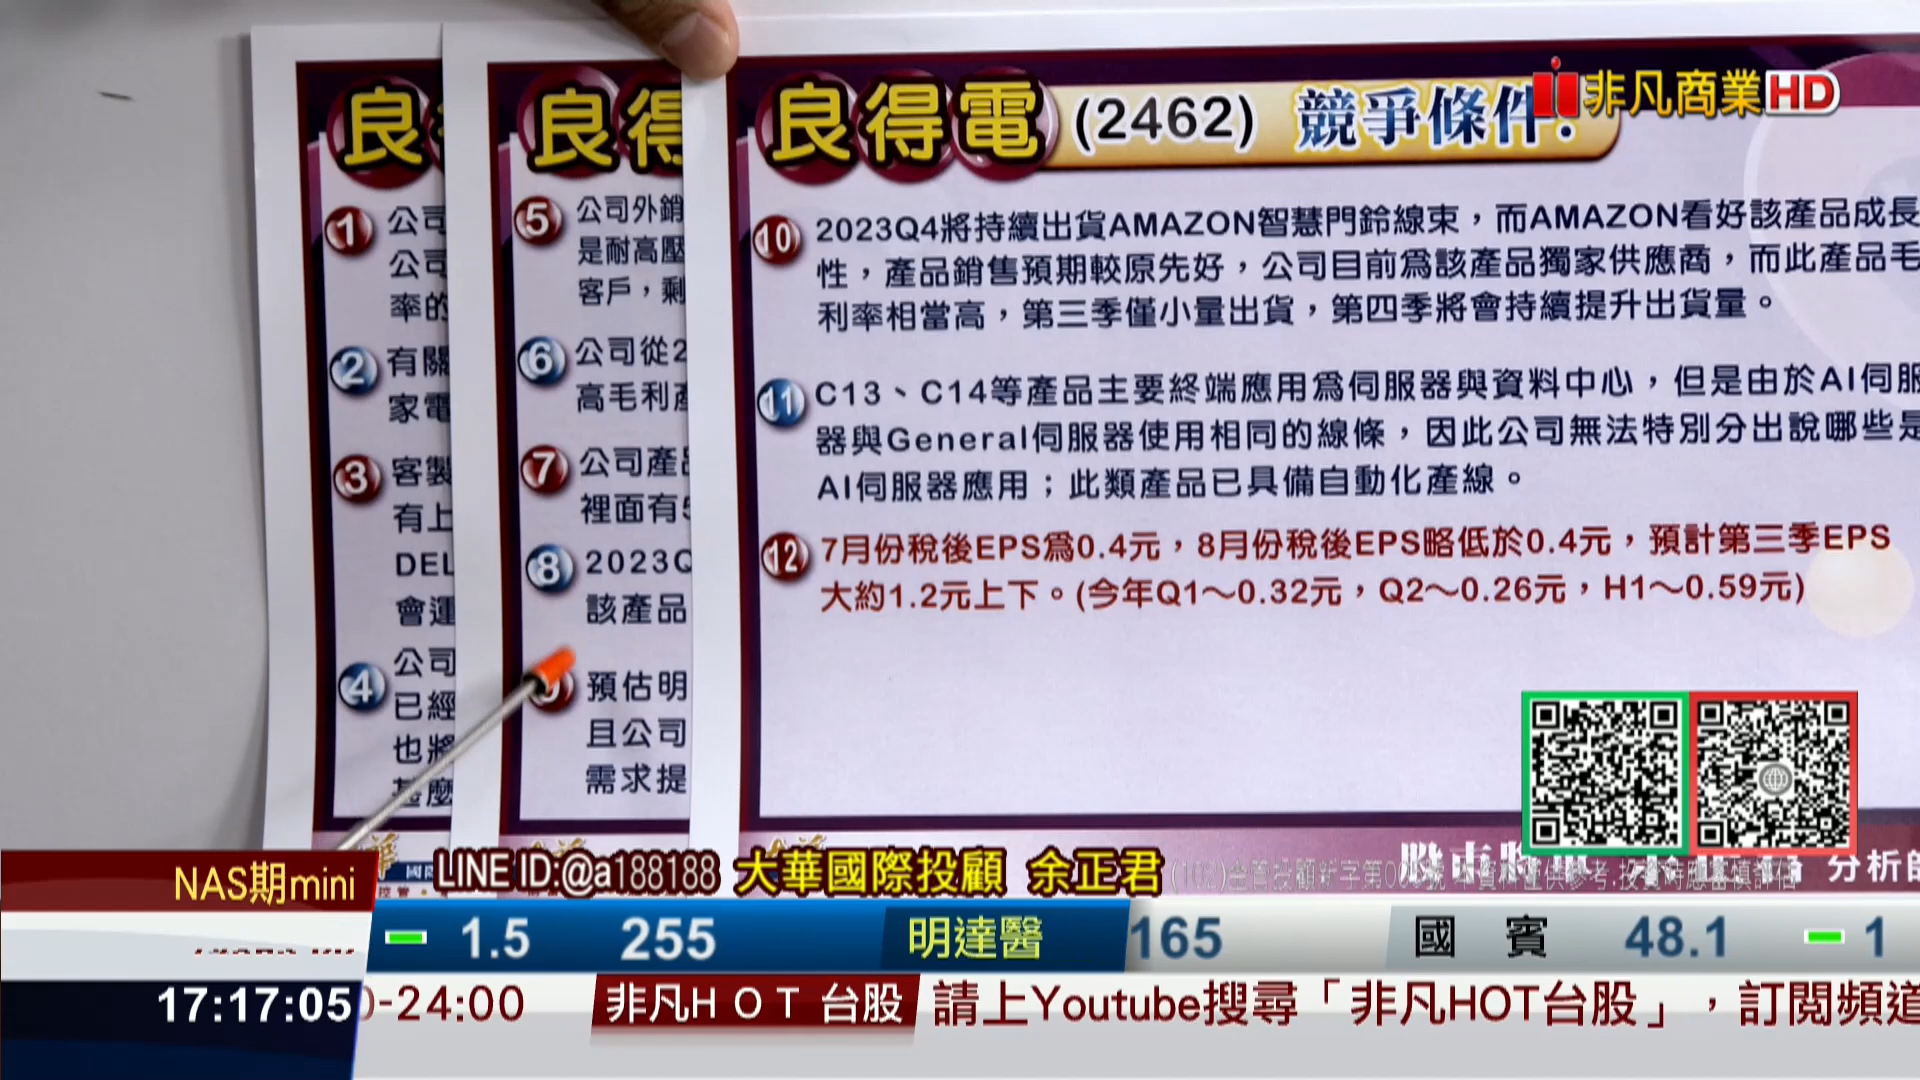 良
良得
良得電(2462) 競爭條件:
非凡商業HD
1 公司
公司
率的
2 有關
家電
3 客製
有上
DEL
會運
4 公司
已經
也將
甚麼
5 公司外銷
是耐高壓
客戶，剩
6 公司從2
高毛利產
7 公司產品
裡面有5
8 2023Q
該產品
9 預估明
且公司
需求提
10 2023Q4將持續出貨AMAZON智慧門鈴線束，而AMAZON看好該產品成長
性，產品銷售預期較原先好，公司目前為該產品獨家供應商，而此產品毛
利率相當高，第三季僅小量出貨，第四季將會持續提升出貨量。
11 C13、C14等產品主要終端應用為伺服器與資料中心，但是由於AI伺服
器與General伺服器使用相同的線條，因此公司無法特別分出說哪些是
AI伺服器應用；此類產品已具備自動化產線。
12 7月份稅後EPS為0.4元，8月份稅後EPS略低於0.4元，預計第三季EPS
大約1.2元上下。(今年Q1～0.32元，Q2～0.26元，H1～0.59元)
LINE ID:@a188188 大華國際投顧 余正君
分析師
NAS期mini
1.5 255 明達醫 165 國賓 48.1 1
17:17:05
0-24:00 非凡HOT 台股 請上Youtube搜尋「非凡HOT台股」，訂閱頻道